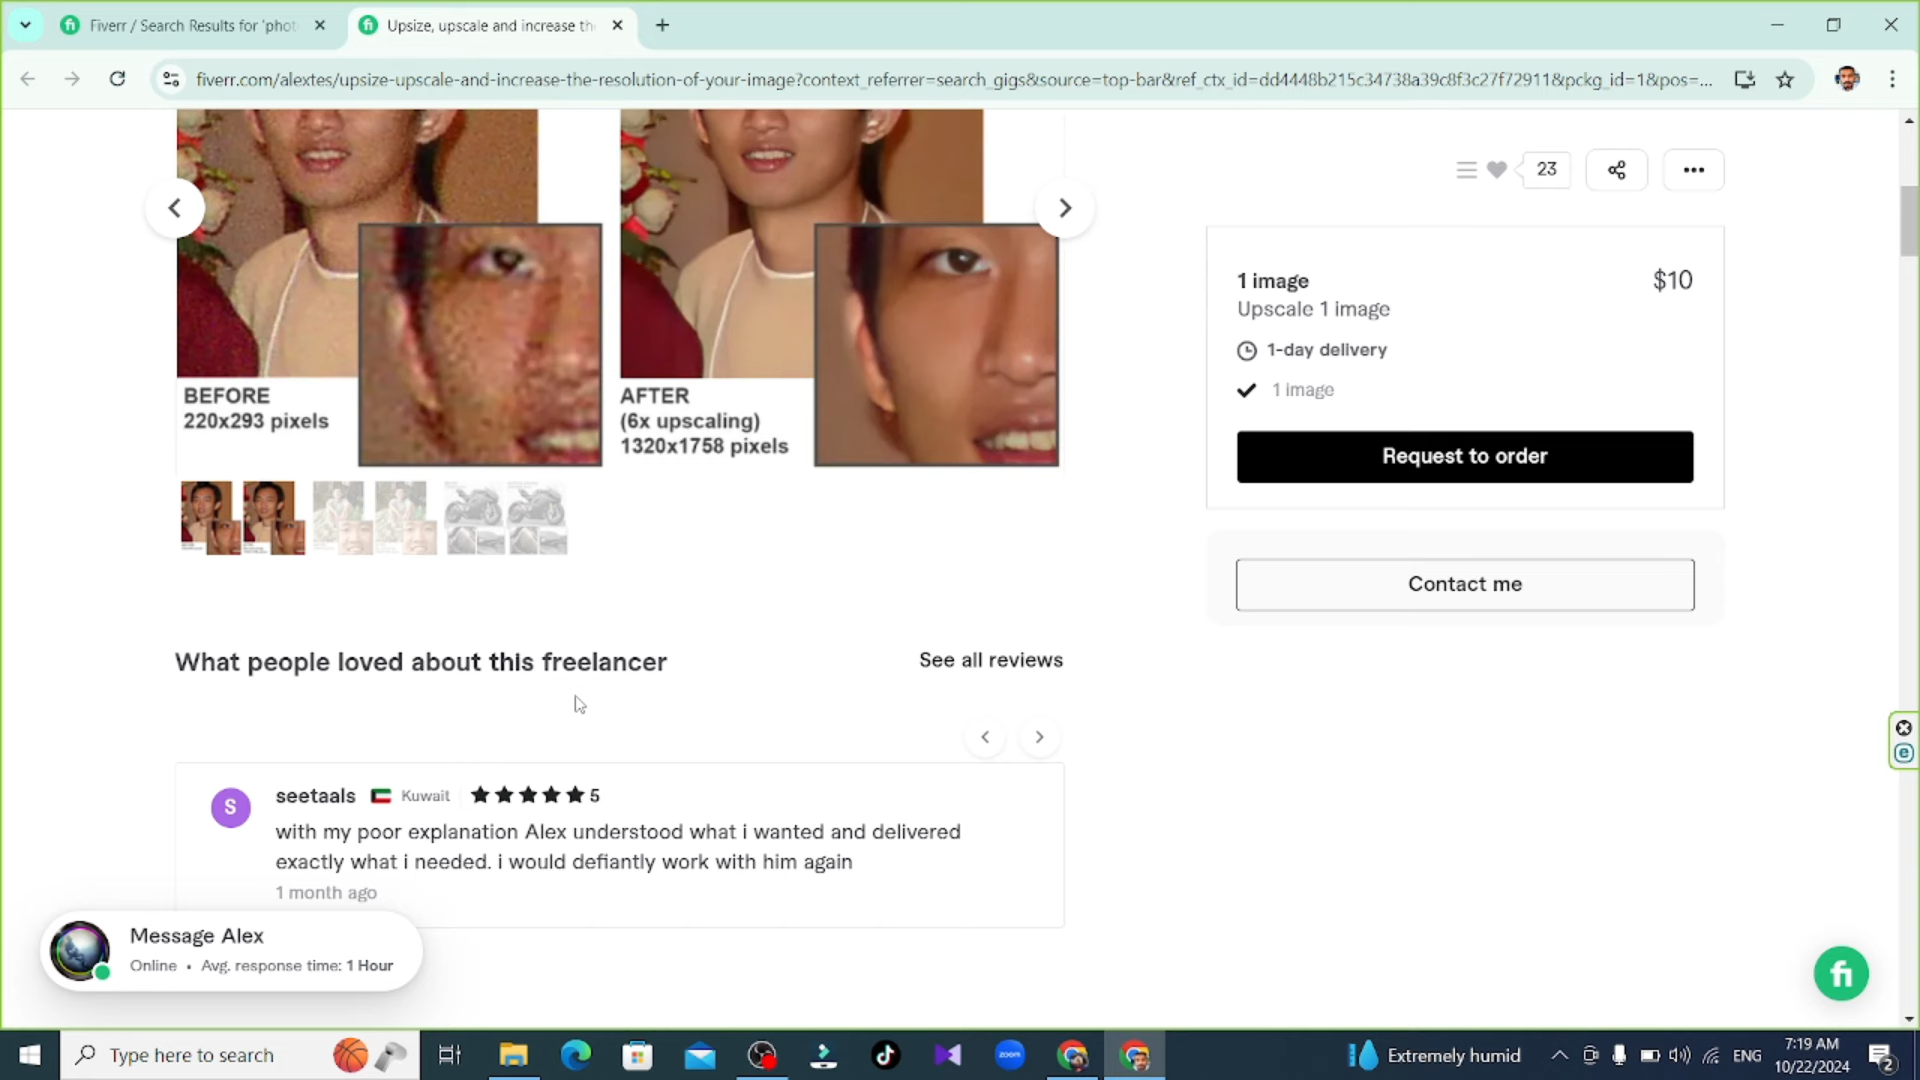 Fiverr / Search Results for 'phot
Upsize, upscale and increase th
fiverr.com/alextes/upsize-upscale-and-increase-the-resolution-of-your-image?context_referrer=search_gigs&source=top-bar&ref_ctx_id=dd4448b215c34738a39c8f3c27f72911&pckg_id=1&pos=...
23
BEFORE
220x293 pixels
AFTER
(6x upscaling)
1320x1758 pixels
1 image
$10
Upscale 1 image
1-day delivery
1 image
Request to order
Contact me
What people loved about this freelancer
See all reviews
S
seetaals
Kuwait
5
with my poor explanation Alex understood what i wanted and delivered
exactly what i needed. i would defiantly work with him again
1 month ago
Message Alex
Online • Avg. response time: 1 Hour
fi
Type here to search
zoom
Extremely humid
ENG
7:19 AM
10/22/2024
2